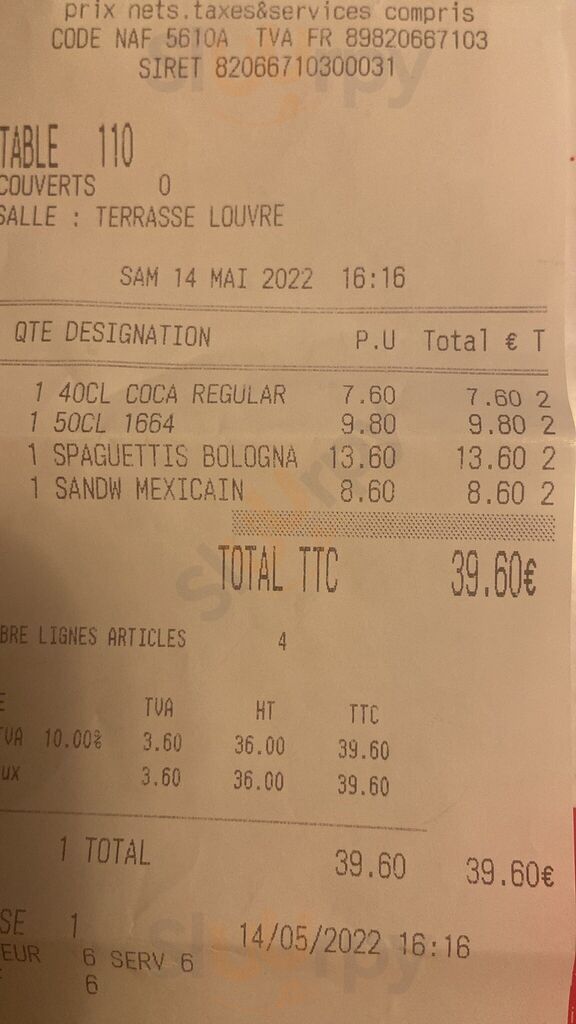 prix nets.taxes&services compris
CODE NAF 5610A TVA FR 89820667103
SIRET 82066710300031
TABLE 110
COUVERTS 0
SALLE : TERRASSE LOUVRE
SAM 14 MAI 2022 16:16
QTE DESIGNATION P.U Total € T
1 40CL COCA REGULAR 7.60 7.60 2
1 50CL 1664 9.80 9.80 2
1 SPAGUETTIS BOLOGNA 13.60 13.60 2
1 SANDW MEXICAIN 8.60 8.60 2
TOTAL TTC 39.60€
BRE LIGNES ARTICLES 4
E TVA HT TTC
TVA 10.00% 3.60 36.00 39.60
UX 3.60 36.00 39.60
1 TOTAL 39.60 39.60€
SE 1 14/05/2022 16:16
EUR 6 SERV 6
6
slurpy